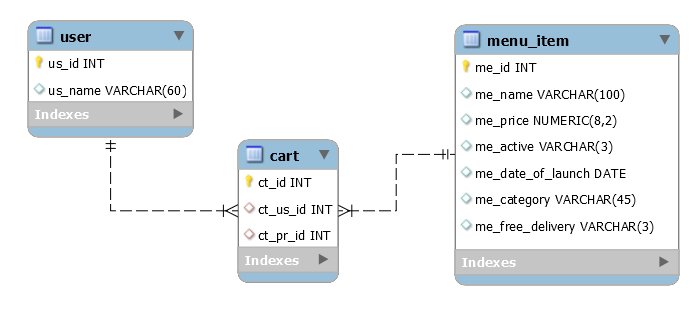 user
us_id INT
us_name VARCHAR(60)
Indexes
cart
ct_id INT
ct_us_id INT
ct_pr_id INT
Indexes
menu_item
me_id INT
me_name VARCHAR(100)
me_price NUMERIC(8,2)
me_active VARCHAR(3)
me_date_of_launch DATE
me_category VARCHAR(45)
me_free_delivery VARCHAR(3)
Indexes